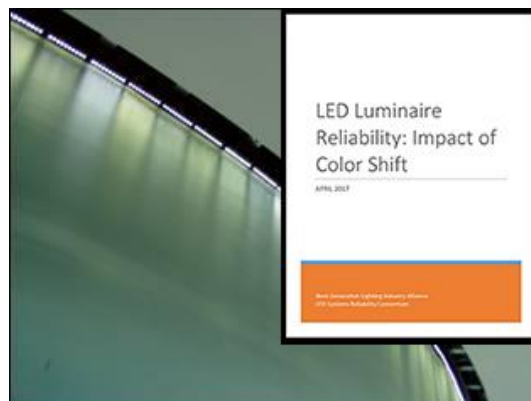 LED Luminaire
Reliability: Impact of
Color Shift
APRIL 2017
Next Generation Lighting Industry Alliance
LED Systems Reliability Consortium